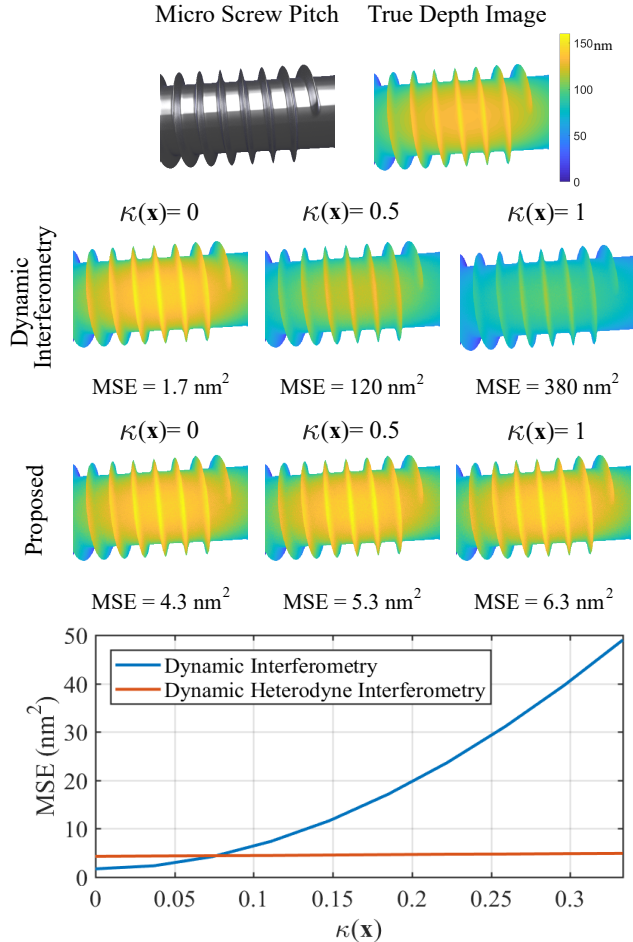 Micro Screw Pitch
True Depth Image
150nm
100
50
0
κ(x)= 0
κ(x)= 0.5
κ(x)= 1
Dynamic
Interferometry
MSE = 1.7 nm²
MSE = 120 nm²
MSE = 380 nm²
κ(x)= 0
κ(x)= 0.5
κ(x)= 1
Proposed
MSE = 4.3 nm²
MSE = 5.3 nm²
MSE = 6.3 nm²
50
40
30
20
10
0
MSE (nm²)
Dynamic Interferometry
Dynamic Heterodyne Interferometry
0
0.05
0.1
0.15
0.2
0.25
0.3
κ(x)